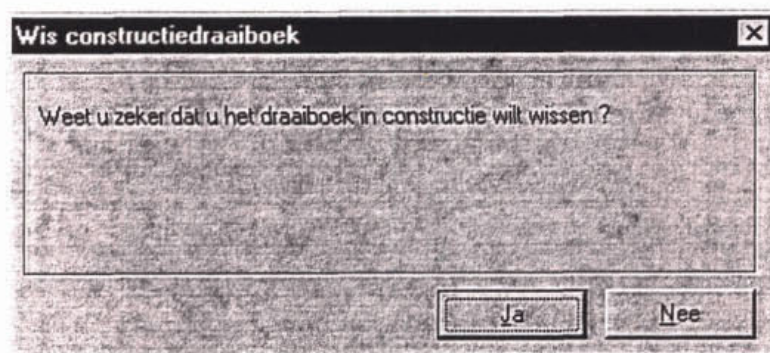 Wis constructiedraaiboek
Weet u zeker dat u het draaiboek in constructie wilt wissen ?
Ja
Nee